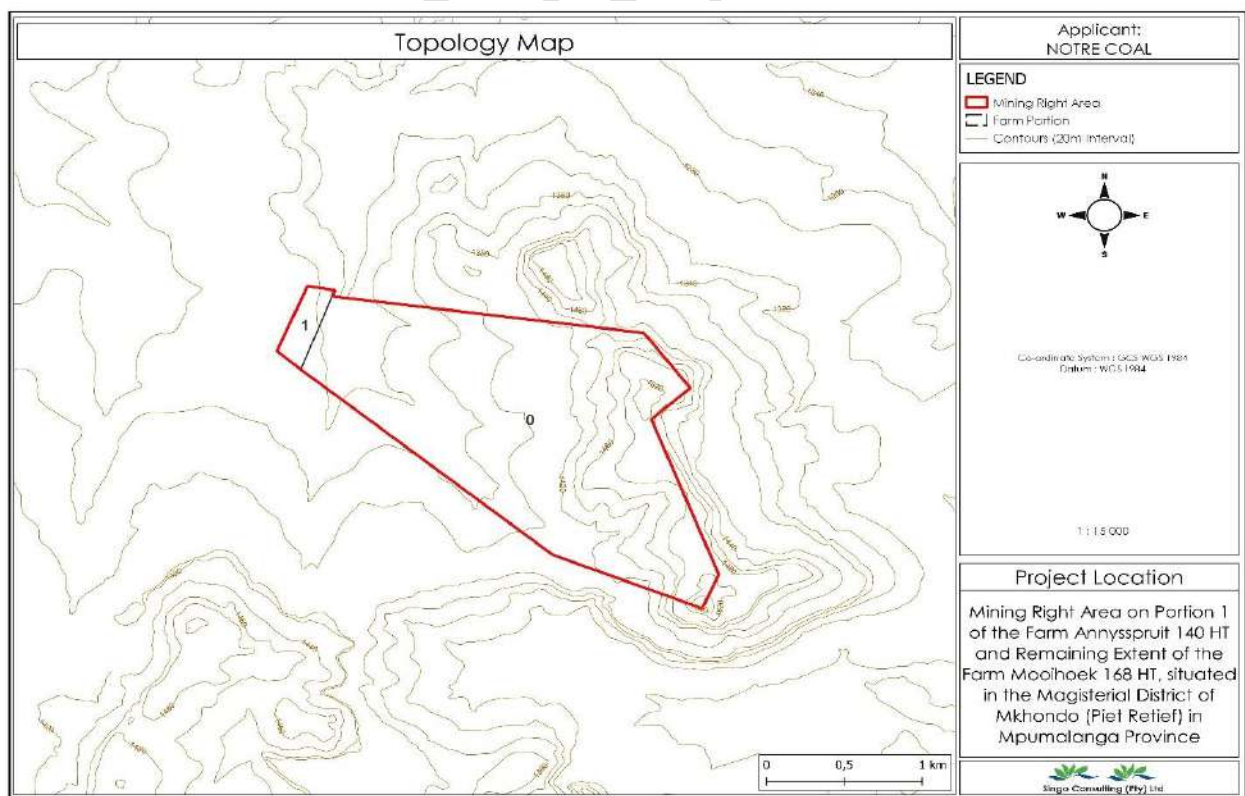 Topology Map
Applicant:
NOTRE COAL
LEGEND
Mining Right Area
Farm Portion
Contours (20m Interval)
N
W
E
S
Co-ordinate System : GCS WGS 1984
Datum : WGS 1984
1 : 15 000
Project Location
Mining Right Area on Portion 1
of the Farm Annysspruit 140 HT
and Remaining Extent of the
Farm Mooihoek 168 HT, situated
in the Magisterial District of
Mkhondo (Piet Retief) in
Mpumalanga Province
Singo Consulting (Pty) Ltd
1
0
1440
0
0,5
1 km